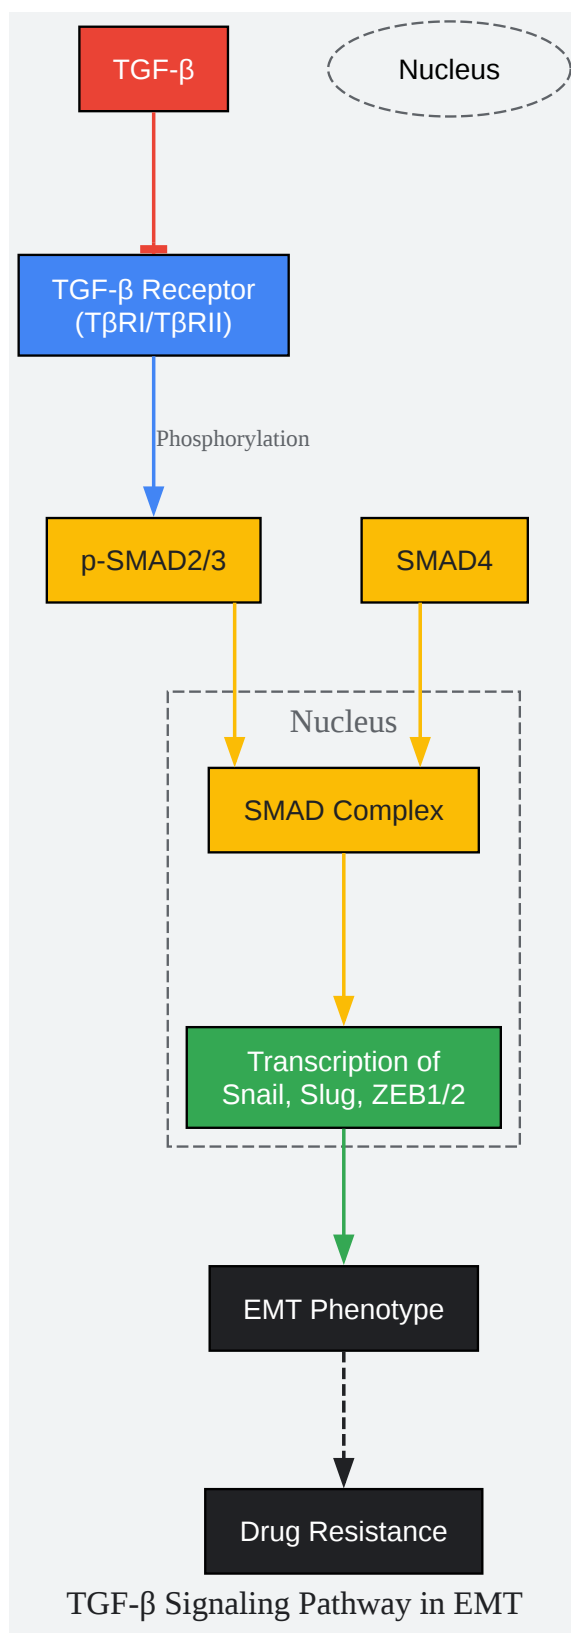 TGF-β
Nucleus
TGF-β Receptor
(TβRI/TβRII)
Phosphorylation
p-SMAD2/3
SMAD4
Nucleus
SMAD Complex
Transcription of
Snail, Slug, ZEB1/2
EMT Phenotype
Drug Resistance
TGF-β Signaling Pathway in EMT